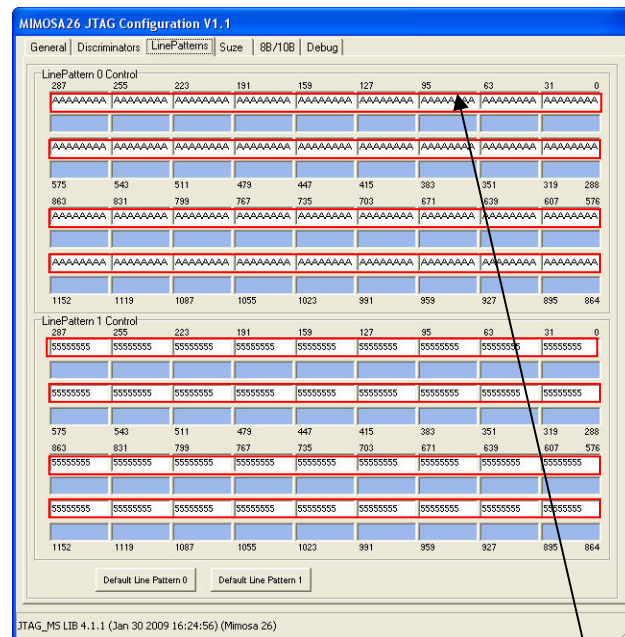 MIMOSA26 JTAG Configuration V1.1
General Discriminators LinePatterns Suze 8B/10B Debug
LinePattern 0 Control
287 255 223 191 159 127 95 63 31 0
AAAAAAAA AAAAAAAA AAAAAAAA AAAAAAAA AAAAAAAA AAAAAAAA AAAAAAAA AAAAAAAA AAAAAAAA
AAAAAAAA AAAAAAAA AAAAAAAA AAAAAAAA AAAAAAAA AAAAAAAA AAAAAAAA AAAAAAAA AAAAAAAA
575 543 511 479 447 415 383 351 319 288
863 831 799 767 735 703 671 639 607 576
AAAAAAAA AAAAAAAA AAAAAAAA AAAAAAAA AAAAAAAA AAAAAAAA AAAAAAAA AAAAAAAA AAAAAAAA
AAAAAAAA AAAAAAAA AAAAAAAA AAAAAAAA AAAAAAAA AAAAAAAA AAAAAAAA AAAAAAAA AAAAAAAA
1152 1119 1087 1055 1023 991 959 927 895 864
LinePattern 1 Control
287 255 223 191 159 127 95 63 31 0
55555555 55555555 55555555 55555555 55555555 55555555 55555555 55555555 55555555
55555555 55555555 55555555 55555555 55555555 55555555 55555555 55555555 55555555
575 543 511 479 447 415 383 351 319 288
863 831 799 767 735 703 671 639 607 576
55555555 55555555 55555555 55555555 55555555 55555555 55555555 55555555 55555555
55555555 55555555 55555555 55555555 55555555 55555555 55555555 55555555 55555555
1152 1119 1087 1055 1023 991 959 927 895 864
Default Line Pattern 0 Default Line Pattern 1
JTAG_MS LIB 4.1.1 (Jan 30 2009 16:24:56) (Mimosa 26)